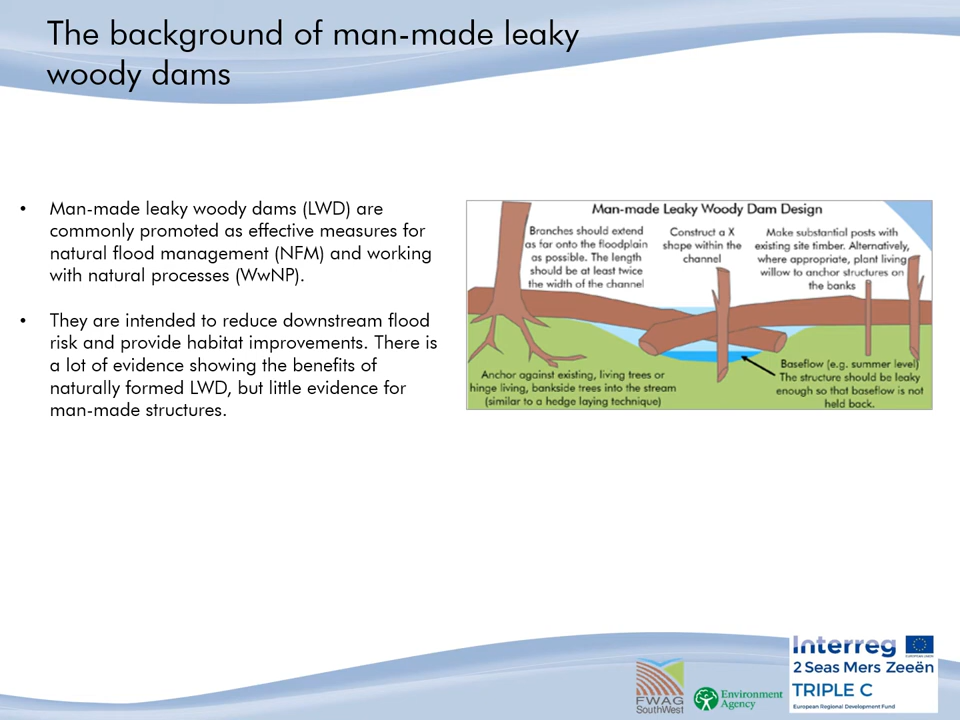 The background of man-made leaky
woody dams
• Man-made leaky woody dams (LWD) are
commonly promoted as effective measures for
natural flood management (NFM) and working
with natural processes (WwNP).
• They are intended to reduce downstream flood
risk and provide habitat improvements. There is
a lot of evidence showing the benefits of
naturally formed LWD, but little evidence for
man-made structures.
Man-made Leaky Woody Dam Design
Branches should extend
as far onto the floodplain
as possible. The length
should be at least twice
the width of the channel
Construct a X
shape within the
channel
Make substantial posts with
existing site timber. Alternatively,
where appropriate, plant living
willow to anchor structures on
the banks
Anchor against existing, living trees or
hinge living, bankside trees into the stream
(similar to a hedge laying technique)
Baseflow (e.g. summer level)
The structure should be leaky
enough so that baseflow is not
held back.
FWAG
SouthWest
Environment
Agency
Interreg
EUROPEAN UNION
2 Seas Mers Zeeën
TRIPLE C
European Regional Development Fund